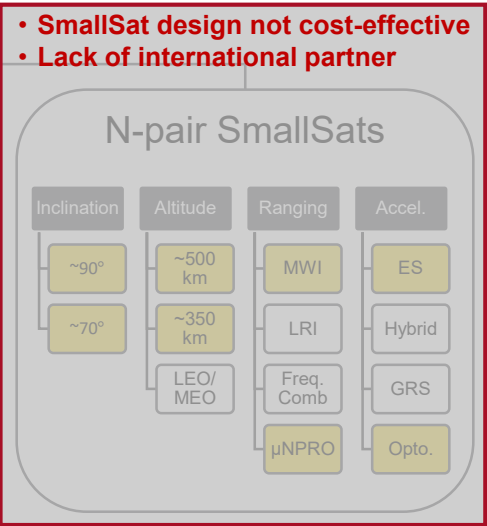 • SmallSat design not cost-effective
• Lack of international partner
N-pair SmallSats
Inclination
Altitude
Ranging
Accel.
~90º
~500
km
MWI
ES
~70º
~350
km
LRI
Hybrid
LEO/
MEO
Freq.
Comb
GRS
µNPRO
Opto.